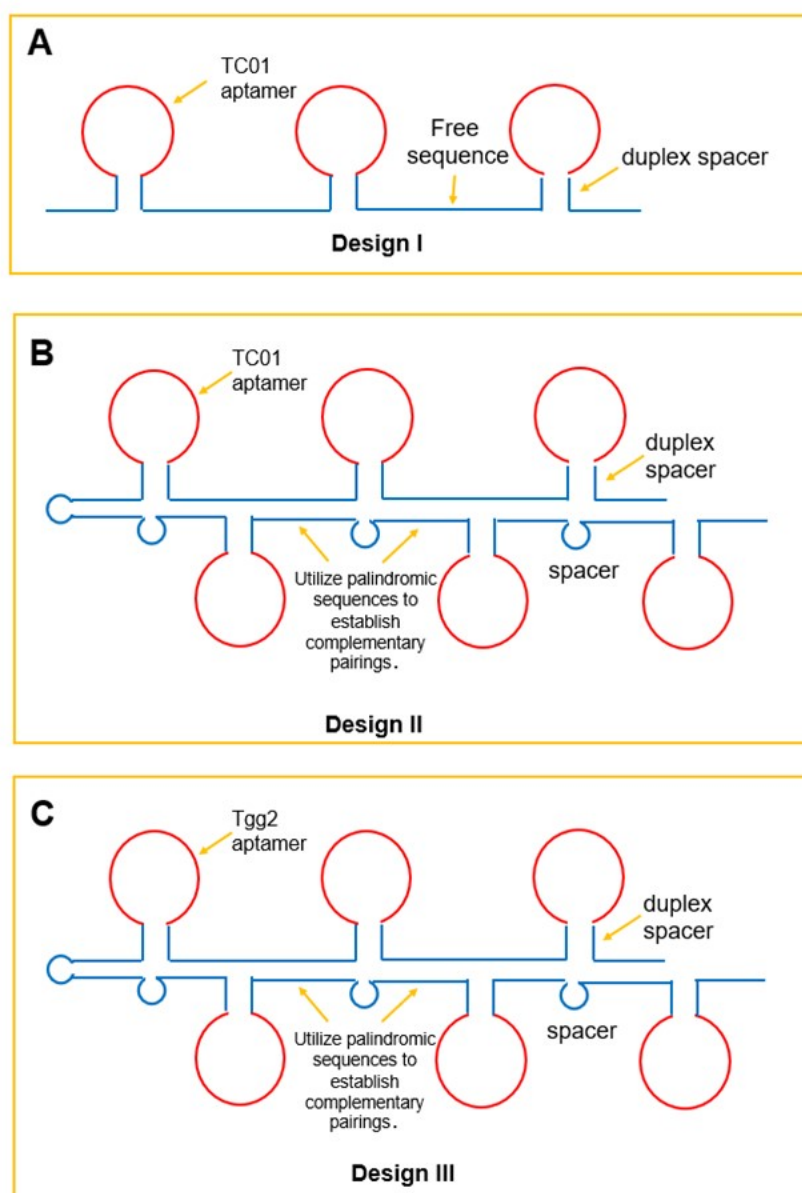 A
TC01
aptamer
Free
sequence
duplex spacer
Design I
B
TC01
aptamer
duplex
spacer
Utilize palindromic
sequences to
establish
complementary
pairings.
spacer
Design II
C
Tgg2
aptamer
duplex
spacer
Utilize palindromic
sequences to
establish
complementary
pairings.
spacer
Design III